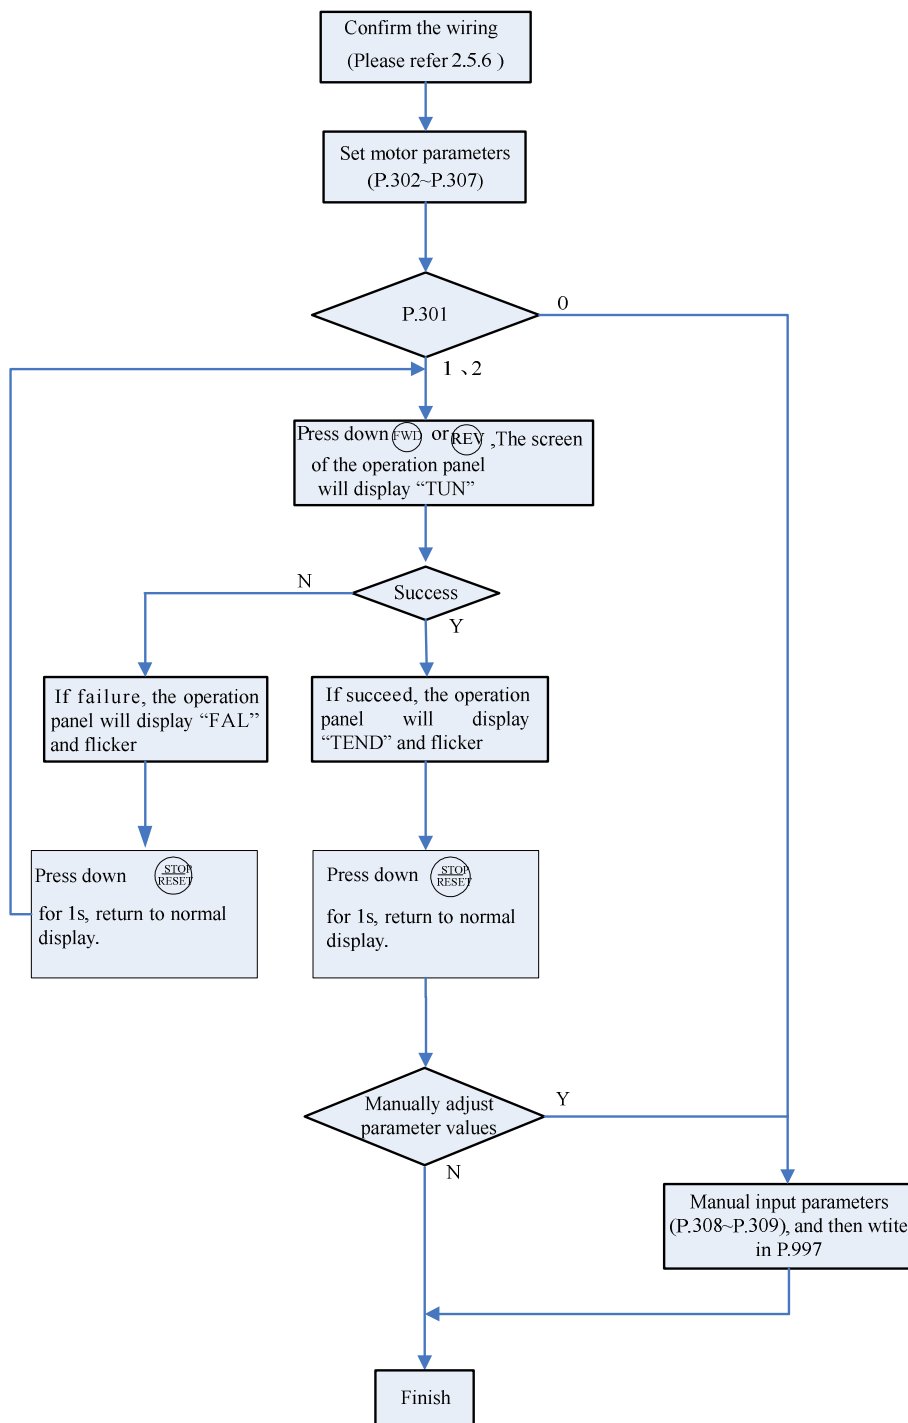 Confirm the wiring
(Please refer 2.5.6 )
Set motor parameters
(P.302~P.307)
P.301
0
1 、2
Press down FWD or REV ,The screen
of the operation panel
will display “TUN”
N
Success
Y
If failure, the operation
panel will display “FAL”
and flicker
If succeed, the operation
panel will display
“TEND” and flicker
Press down STOP
RESET
for 1s, return to normal
display.
Press down STOP
RESET
for 1s, return to normal
display.
Manually adjust
parameter values
Y
N
Manual input parameters
(P.308~P.309), and then wtite
in P.997
Finish